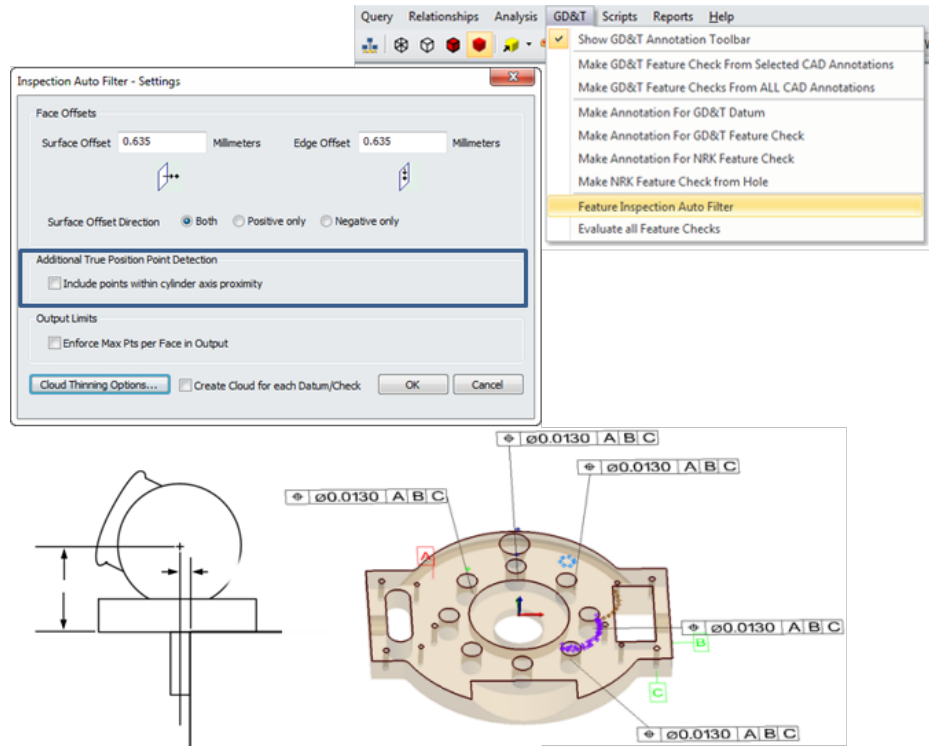 Query Relationships Analysis GD&T Scripts Reports Help
Show GD&T Annotation Toolbar
Make GD&T Feature Check From Selected CAD Annotations
Make GD&T Feature Checks From ALL CAD Annotations
Make Annotation For GD&T Datum
Make Annotation For GD&T Feature Check
Make Annotation For NRK Feature Check
Make NRK Feature Check from Hole
Feature Inspection Auto Filter
Evaluate all Feature Checks
Inspection Auto Filter - Settings
Face Offsets
Surface Offset 0.635 Millimeters Edge Offset 0.635 Millimeters
Surface Offset Direction Both Positive only Negative only
Additional True Position Point Detection
Include points within cylinder axis proximity
Output Limits
Enforce Max Pts per Face in Output
Cloud Thinning Options... Create Cloud for each Datum/Check OK Cancel
⌖ ⌀0.0130 A B C
⌖ ⌀0.0130 A B C
⌖ ⌀0.0130 A B C
A
⌖ ⌀0.0130 A B C
B
C
⌖ ⌀0.0130 A B C